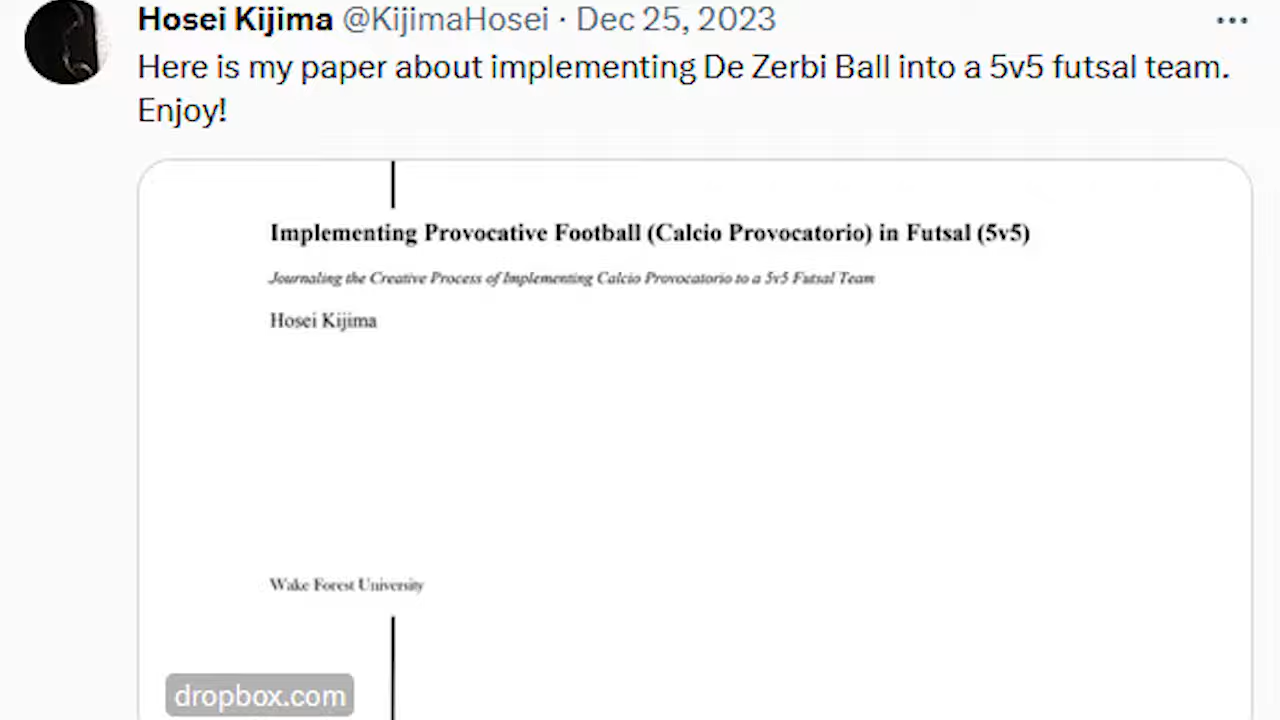 Hosei Kijima @KijimaHosei · Dec 25, 2023
Here is my paper about implementing De Zerbi Ball into a 5v5 futsal team.
Enjoy!
Implementing Provocative Football (Calcio Provocatorio) in Futsal (5v5)
Journaling the Creative Process of Implementing Calcio Provocatorio to a 5v5 Futsal Team
Hosei Kijima
Wake Forest University
dropbox.com